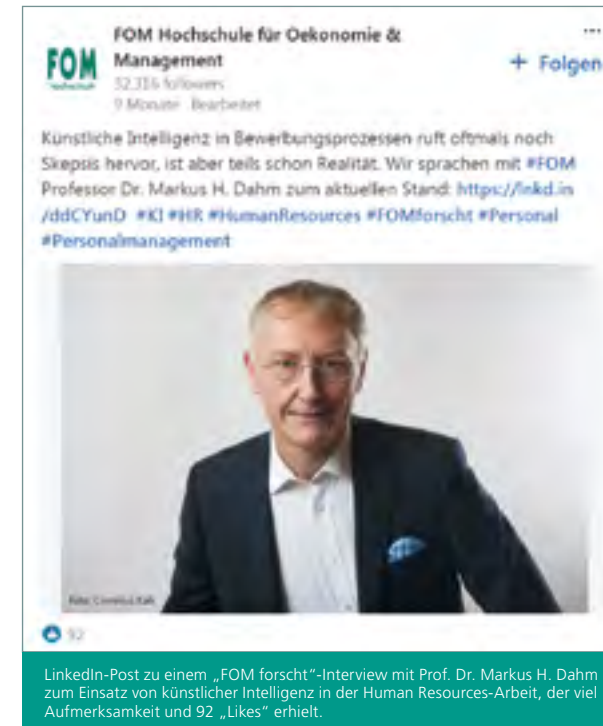 FOM Hochschule für Oekonomie &
...
FOM
Management
+ Folgen
Hochschule
32.316 followers
9 Monate Bearbeitet
Künstliche Intelligenz in Bewerbungsprozessen ruft oftmals noch
Skepsis hervor, ist aber teils schon Realität. Wir sprachen mit #FOM
Professor Dr. Markus H. Dahm zum aktuellen Stand: https://lnkd.in
/ddCYunD #KI #HR #HumanResources #FOMforscht #Personal
#Personalmanagement
92
LinkedIn-Post zu einem „FOM forscht“-Interview mit Prof. Dr. Markus H. Dahm
zum Einsatz von künstlicher Intelligenz in der Human Resources-Arbeit, der viel
Aufmerksamkeit und 92 „Likes“ erhielt.